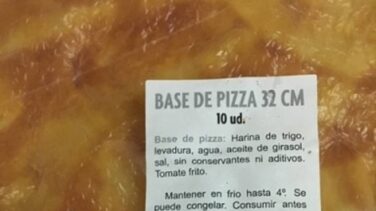 BASE DE PIZZA 32 CM
10 ud.
Base de pizza: Harina de trigo,
levadura, agua, aceite de girasol,
sal, sin conservantes ni aditivos.
Tomate frito.
Mantener en frio hasta 4º. Se
puede congelar. Consumir antes